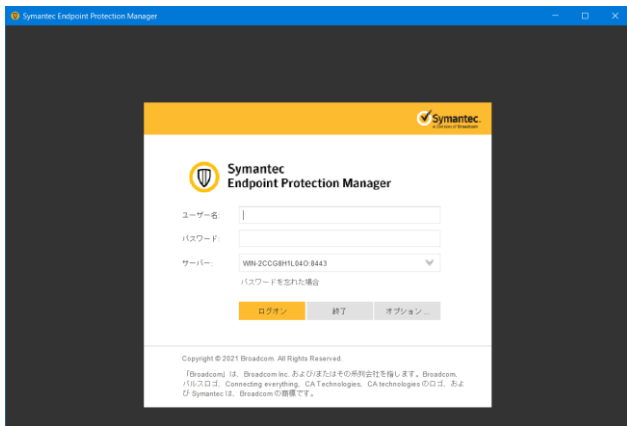 Symantec Endpoint Protection Manager
Symantec.
A Division of Broadcom
Symantec
Endpoint Protection Manager
ユーザー名:
パスワード:
サーバー: WIN-2CCG8H1L64O:8443
パスワードを忘れた場合
ログオン 終了 オプション...
Copyright © 2021 Broadcom. All Rights Reserved.
「Broadcom」は、Broadcom Inc. および/またはその系列会社を指します。Broadcom、
パルスロゴ、Connecting everything、CA Technologies、CA technologies のロゴ、およ
び Symantec は、Broadcom の商標です。